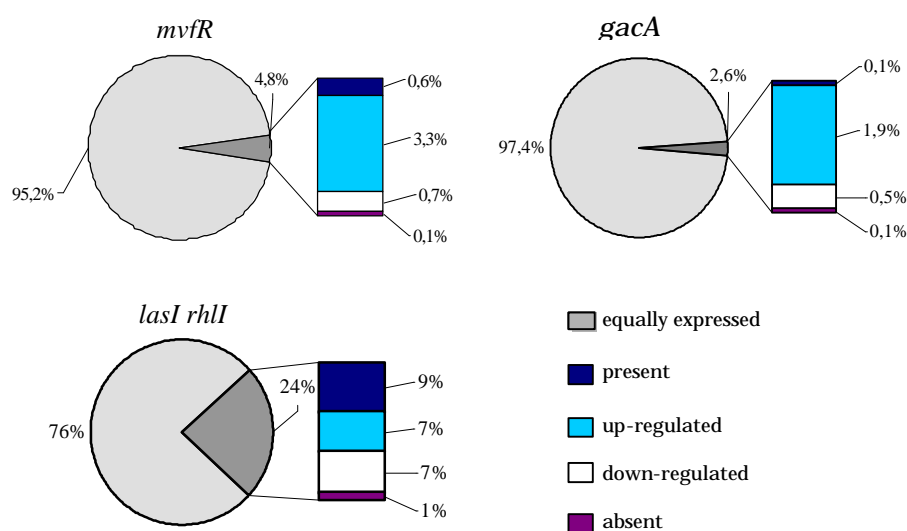 mvfR
4,8%
0,6%
3,3%
0,7%
0,1%
95,2%
gacA
2,6%
0,1%
1,9%
0,5%
0,1%
97,4%
lasI rhlI
76%
24%
9%
7%
7%
1%
equally expressed
present
up-regulated
down-regulated
absent